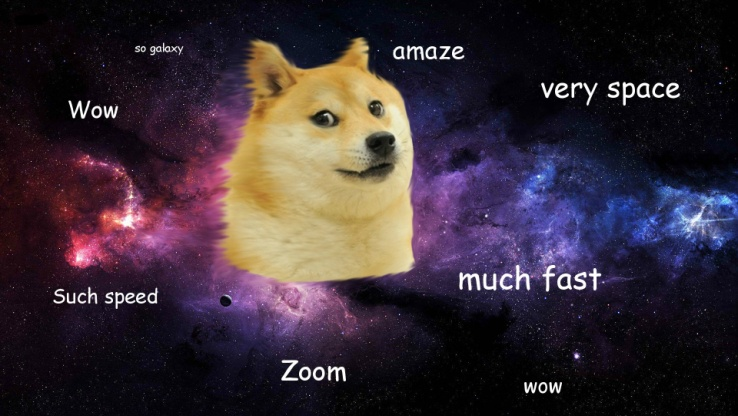 so galaxy
amaze
very space
Wow
much fast
Such speed
Zoom
wow